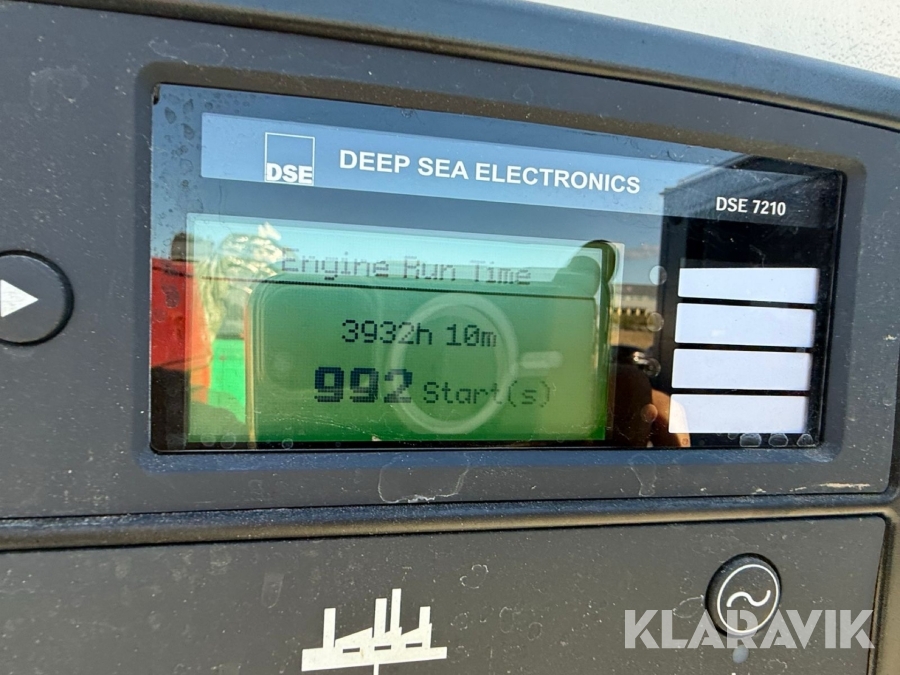 DSE
DEEP SEA ELECTRONICS
DSE 7210
Engine Run Time
3932h 10m
992 Start(s)
KLARAVIK